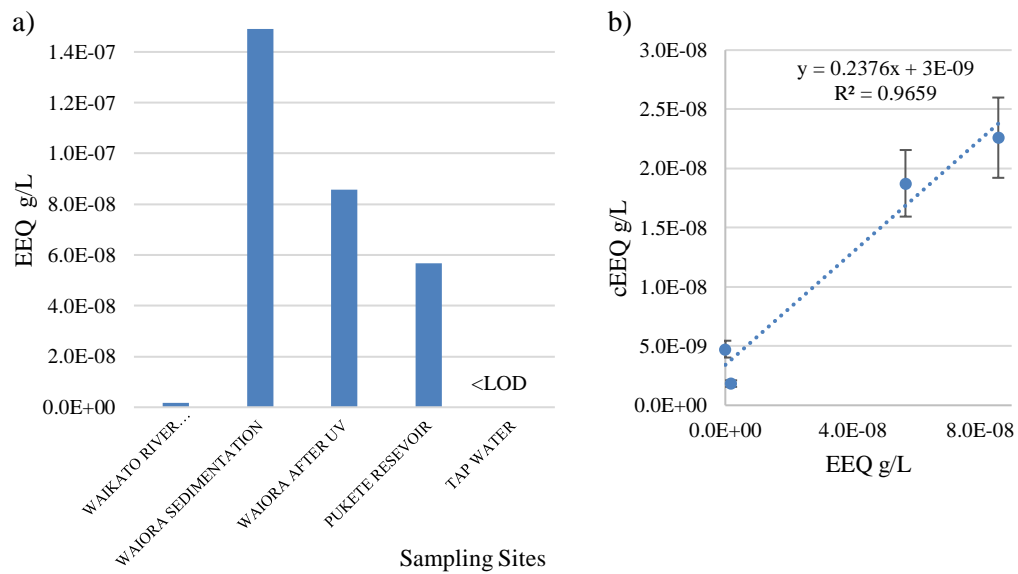 a)
1.4E-07
1.2E-07
1.0E-07
8.0E-08
6.0E-08
4.0E-08
2.0E-08
0.0E+00
EEQ g/L
<LOD
WAIKATO RIVER…
WAIORA SEDIMENTATION
WAIORA AFTER UV
PUKETE RESEVOIR
TAP WATER
Sampling Sites
b)
y = 0.2376x + 3E-09
R² = 0.9659
3.0E-08
2.5E-08
2.0E-08
1.5E-08
1.0E-08
5.0E-09
0.0E+00
cEEQ g/L
0.0E+00
4.0E-08
8.0E-08
EEQ g/L